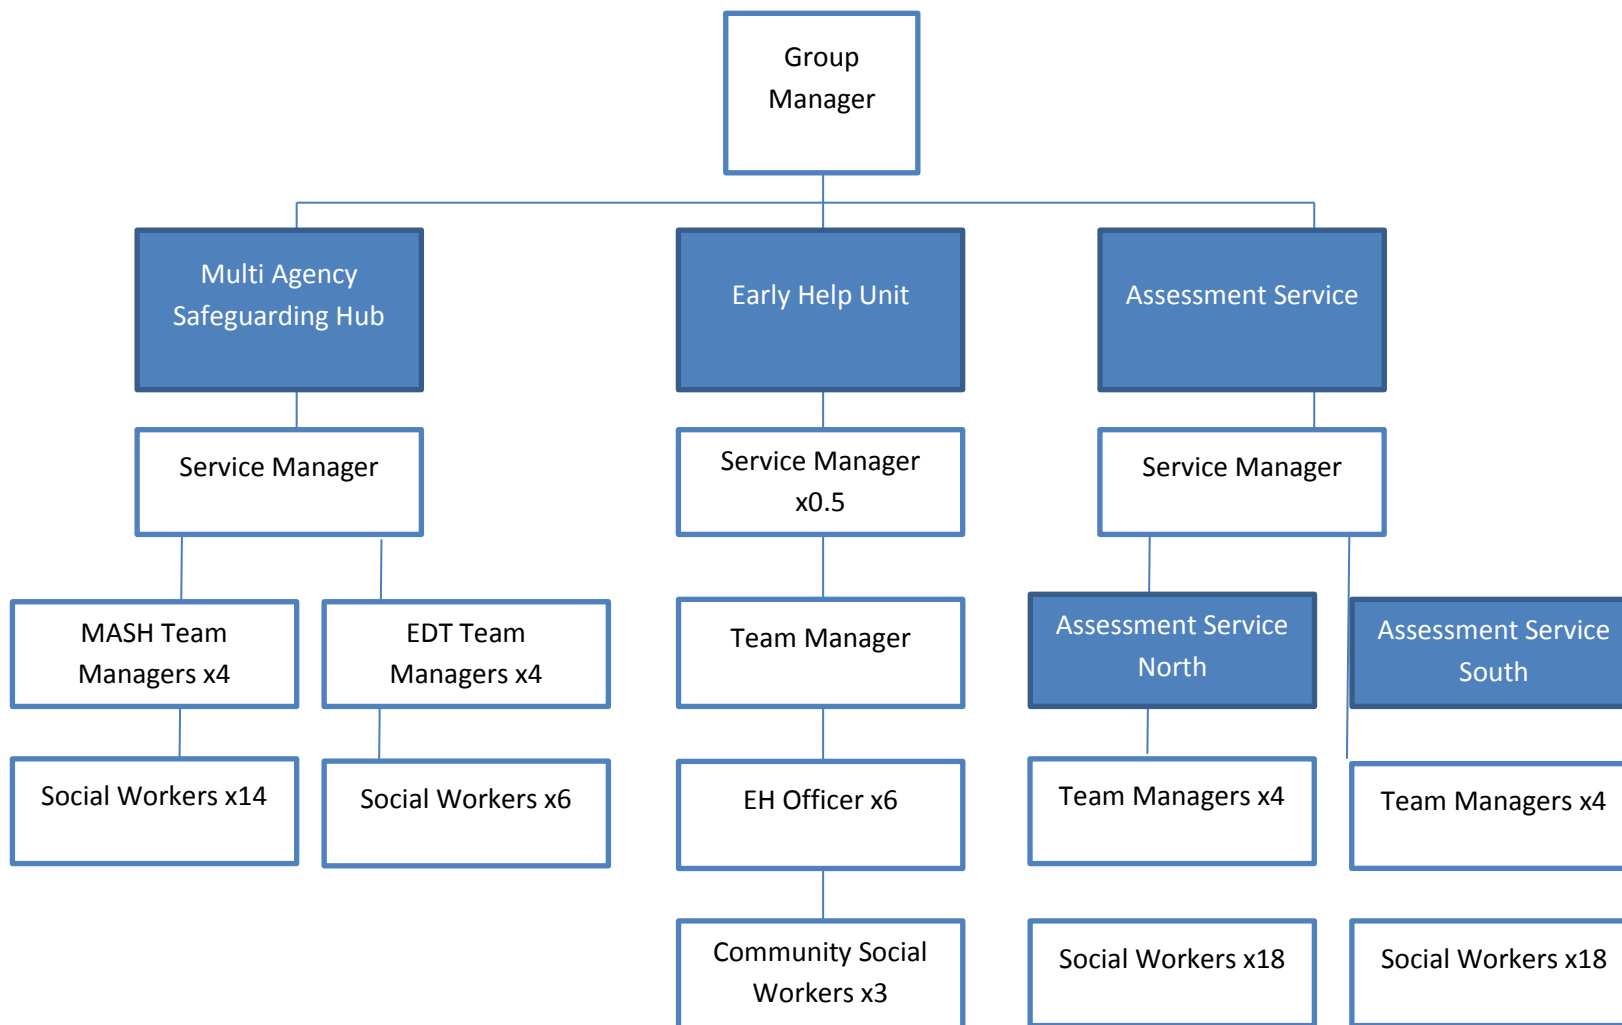 Group
Manager
Multi Agency
Safeguarding Hub
Early Help Unit
Assessment Service
Service Manager
Service Manager
x0.5
Service Manager
MASH Team
Managers x4
EDT Team
Managers x4
Team Manager
Assessment Service
North
Assessment Service
South
Social Workers x14
Social Workers x6
EH Officer x6
Team Managers x4
Team Managers x4
Community Social
Workers x3
Social Workers x18
Social Workers x18